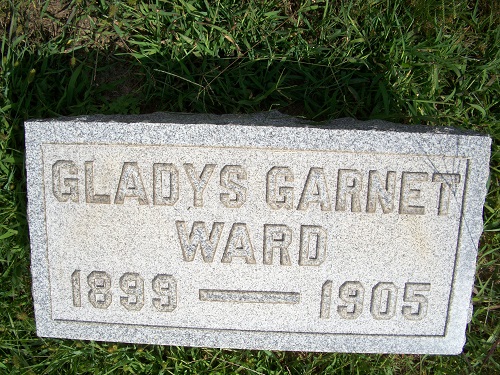 GLADYS GARNET
WARD
1899 — 1905